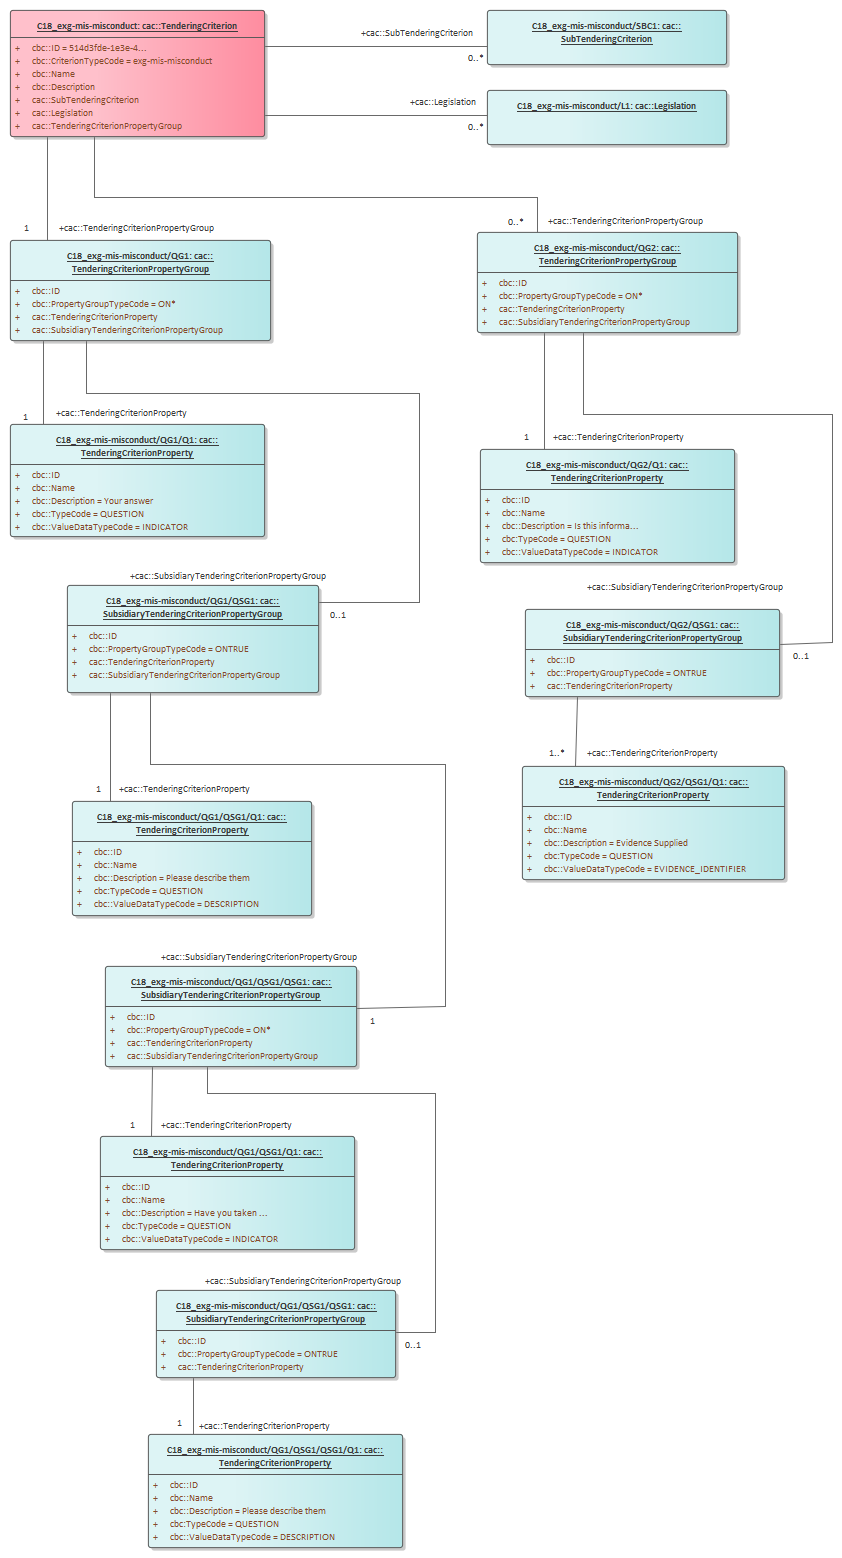 C18_exg-mis-misconduct: cac::TenderingCriterion
+ cbc::ID = 514d3fde-1e3e-4...
+ cbc::CriterionTypeCode = exg-mis-misconduct
+ cbc::Name
+ cbc::Description
+ cac::SubTenderingCriterion
+ cac::Legislation
+ cac::TenderingCriterionPropertyGroup
+cac::SubTenderingCriterion
0..*
C18_exg-mis-misconduct/SBC1: cac::
SubTenderingCriterion
+cac::Legislation
0..*
C18_exg-mis-misconduct/L1: cac::Legislation
1
+cac::TenderingCriterionPropertyGroup
0..*
+cac::TenderingCriterionPropertyGroup
C18_exg-mis-misconduct/QG1: cac::
TenderingCriterionPropertyGroup
+ cbc::ID
+ cbc::PropertyGroupTypeCode = ON*
+ cac::TenderingCriterionProperty
+ cac::SubsidiaryTenderingCriterionPropertyGroup
C18_exg-mis-misconduct/QG2: cac::
TenderingCriterionPropertyGroup
+ cbc::ID
+ cbc::PropertyGroupTypeCode = ON*
+ cac::TenderingCriterionProperty
+ cac::SubsidiaryTenderingCriterionPropertyGroup
1
+cac::TenderingCriterionProperty
C18_exg-mis-misconduct/QG1/Q1: cac::
TenderingCriterionProperty
+ cbc::ID
+ cbc::Name
+ cbc::Description = Your answer
+ cbc::TypeCode = QUESTION
+ cbc::ValueDataTypeCode = INDICATOR
1
+cac::TenderingCriterionProperty
C18_exg-mis-misconduct/QG2/Q1: cac::
TenderingCriterionProperty
+ cbc::ID
+ cbc::Name
+ cbc::Description = Is this informa...
+ cbc:TypeCode = QUESTION
+ cbc::ValueDataTypeCode = INDICATOR
+cac::SubsidiaryTenderingCriterionPropertyGroup
0..1
C18_exg-mis-misconduct/QG1/QSG1: cac::
SubsidiaryTenderingCriterionPropertyGroup
+ cbc::ID
+ cbc::PropertyGroupTypeCode = ONTRUE
+ cac::TenderingCriterionProperty
+ cac::SubsidiaryTenderingCriterionPropertyGroup
+cac::SubsidiaryTenderingCriterionPropertyGroup
0..1
C18_exg-mis-misconduct/QG2/QSG1: cac::
SubsidiaryTenderingCriterionPropertyGroup
+ cbc::ID
+ cbc::PropertyGroupTypeCode = ONTRUE
+ cac::TenderingCriterionProperty
1..*
+cac::TenderingCriterionProperty
C18_exg-mis-misconduct/QG2/QSG1/Q1: cac::
TenderingCriterionProperty
+ cbc::ID
+ cbc::Name
+ cbc::Description = Evidence Supplied
+ cbc:TypeCode = QUESTION
+ cbc::ValueDataTypeCode = EVIDENCE_IDENTIFIER
1
+cac::TenderingCriterionProperty
C18_exg-mis-misconduct/QG1/QSG1/Q1: cac::
TenderingCriterionProperty
+ cbc::ID
+ cbc::Name
+ cbc::Description = Please describe them
+ cbc:TypeCode = QUESTION
+ cbc::ValueDataTypeCode = DESCRIPTION
+cac::SubsidiaryTenderingCriterionPropertyGroup
1
C18_exg-mis-misconduct/QG1/QSG1/QSG1: cac::
SubsidiaryTenderingCriterionPropertyGroup
+ cbc::ID
+ cbc::PropertyGroupTypeCode = ON*
+ cac::TenderingCriterionProperty
+ cac::SubsidiaryTenderingCriterionPropertyGroup
1
+cac::TenderingCriterionProperty
C18_exg-mis-misconduct/QG1/QSG1/Q1: cac::
TenderingCriterionProperty
+ cbc::ID
+ cbc::Name
+ cbc::Description = Have you taken ...
+ cbc:TypeCode = QUESTION
+ cbc::ValueDataTypeCode = INDICATOR
+cac::SubsidiaryTenderingCriterionPropertyGroup
0..1
C18_exg-mis-misconduct/QG1/QSG1/QSG1: cac::
SubsidiaryTenderingCriterionPropertyGroup
+ cbc::ID
+ cbc::PropertyGroupTypeCode = ONTRUE
+ cac::TenderingCriterionProperty
1
+cac::TenderingCriterionProperty
C18_exg-mis-misconduct/QG1/QSG1/QSG1/Q1: cac::
TenderingCriterionProperty
+ cbc::ID
+ cbc::Name
+ cbc::Description = Please describe them
+ cbc:TypeCode = QUESTION
+ cbc::ValueDataTypeCode = DESCRIPTION